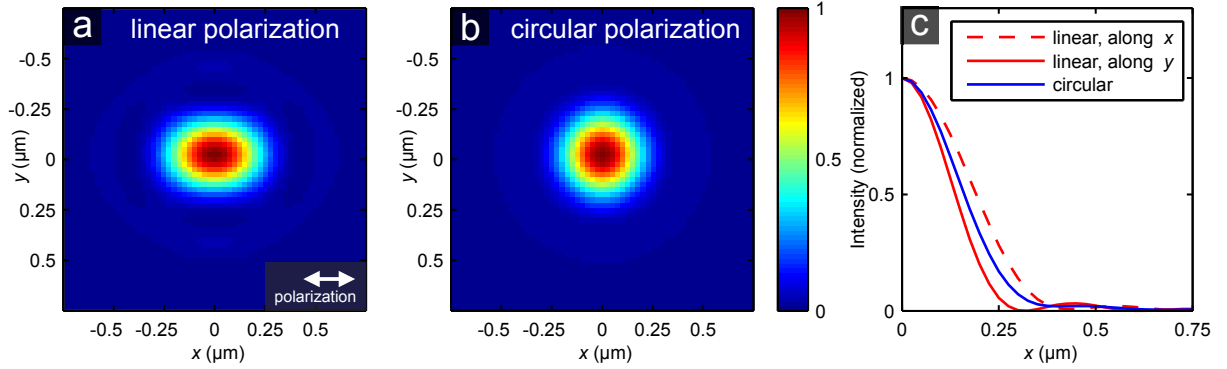 a linear polarization
-0.5
-0.25
0
0.25
0.5
y (µm)
polarization
-0.5 -0.25 0 0.25 0.5
x (µm)
b circular polarization
-0.5
-0.25
0
0.25
0.5
y (µm)
-0.5 -0.25 0 0.25 0.5
x (µm)
1
0.5
0
c
linear, along x
linear, along y
circular
1
0.5
0
Intensity (normalized)
0 0.25 0.5 0.75
x (µm)